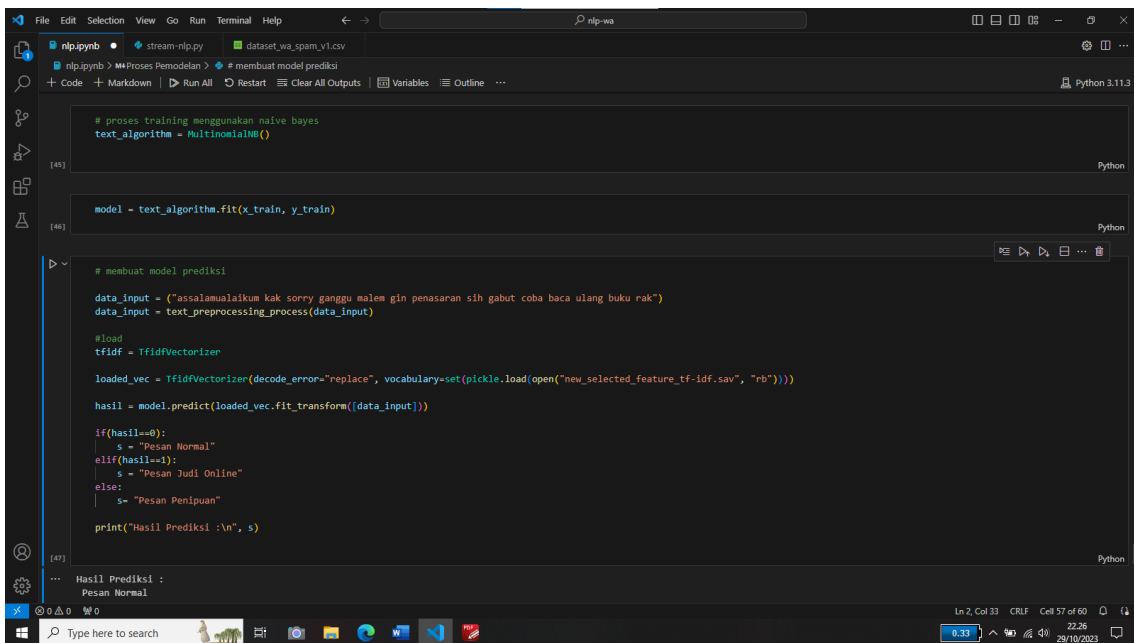 File Edit Selection View Go Run Terminal Help nlp-wa
nlp.ipynb stream-nlp.py dataset_wa_spam_v1.csv
nlp.ipynb > M↓ Proses Pemodelan > # membuat model prediksi
+ Code + Markdown Run All Restart Clear All Outputs Variables Outline ... Python 3.11.3
# proses training menggunakan naive bayes
text_algorithm = MultinomialNB()
[45] Python
model = text_algorithm.fit(x_train, y_train)
[46] Python
# membuat model prediksi
data_input = ("assalamualaikum kak sorry ganggu malem gin penasaran sih gabut coba baca ulang buku rak")
data_input = text_preprocessing_process(data_input)
#load
tfidf = TfidfVectorizer
loaded_vec = TfidfVectorizer(decode_error="replace", vocabulary=set(pickle.load(open("new_selected_feature_tf-idf.sav", "rb"))))
hasil = model.predict(loaded_vec.fit_transform([data_input]))
if(hasil==0):
s = "Pesan Normal"
elif(hasil==1):
s = "Pesan Judi Online"
else:
s= "Pesan Penipuan"
print("Hasil Prediksi :\n", s)
[47] Python
... Hasil Prediksi :
Pesan Normal
0 0 0 Ln 2, Col 33 CRLF Cell 57 of 60
Type here to search 0.33 22.26
29/10/2023